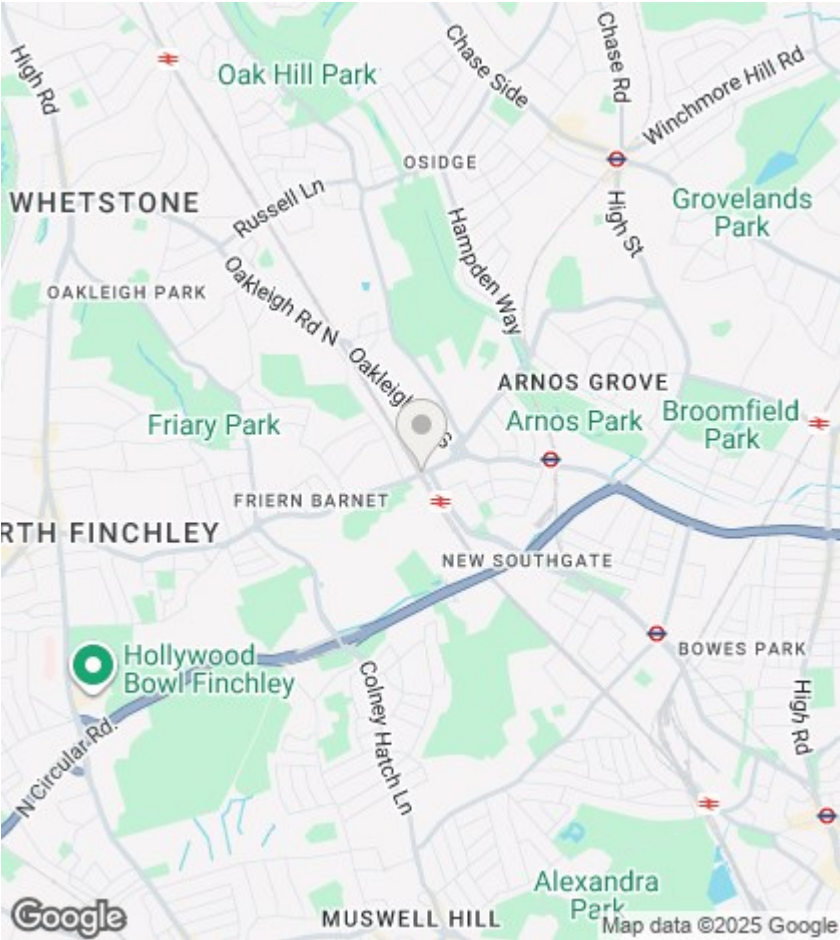 High Rd
Oak Hill Park
Chase Side
Chase Rd
Winchmore Hill Rd
OSIDGE
WHETSTONE
Russell Ln
Grovelands
Park
High St
Hampden Way
OAKLEIGH PARK
Oakleigh Rd N
Oakleigh
S
ARNOS GROVE
Friary Park
Arnos Park
Broomfield
Park
FRIERN BARNET
RTH FINCHLEY
NEW SOUTHGATE
Hollywood
Bowl Finchley
BOWES PARK
Colney Hatch Ln
High Rd
N Circular Rd.
Alexandra
Park
Google
MUSWELL HILL
Map data ©2025 Google